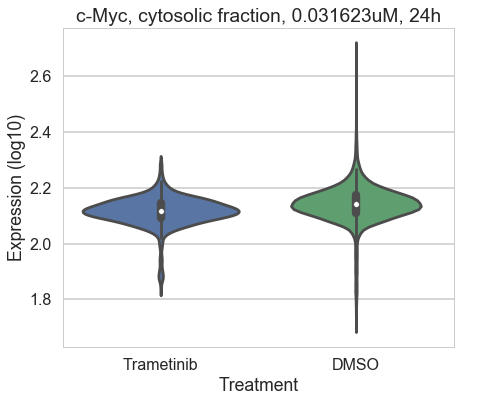 c-Myc, cytosolic fraction, 0.031623uM, 24h
Expression (log10)
2.6
2.4
2.2
2.0
1.8
Trametinib DMSO
Treatment